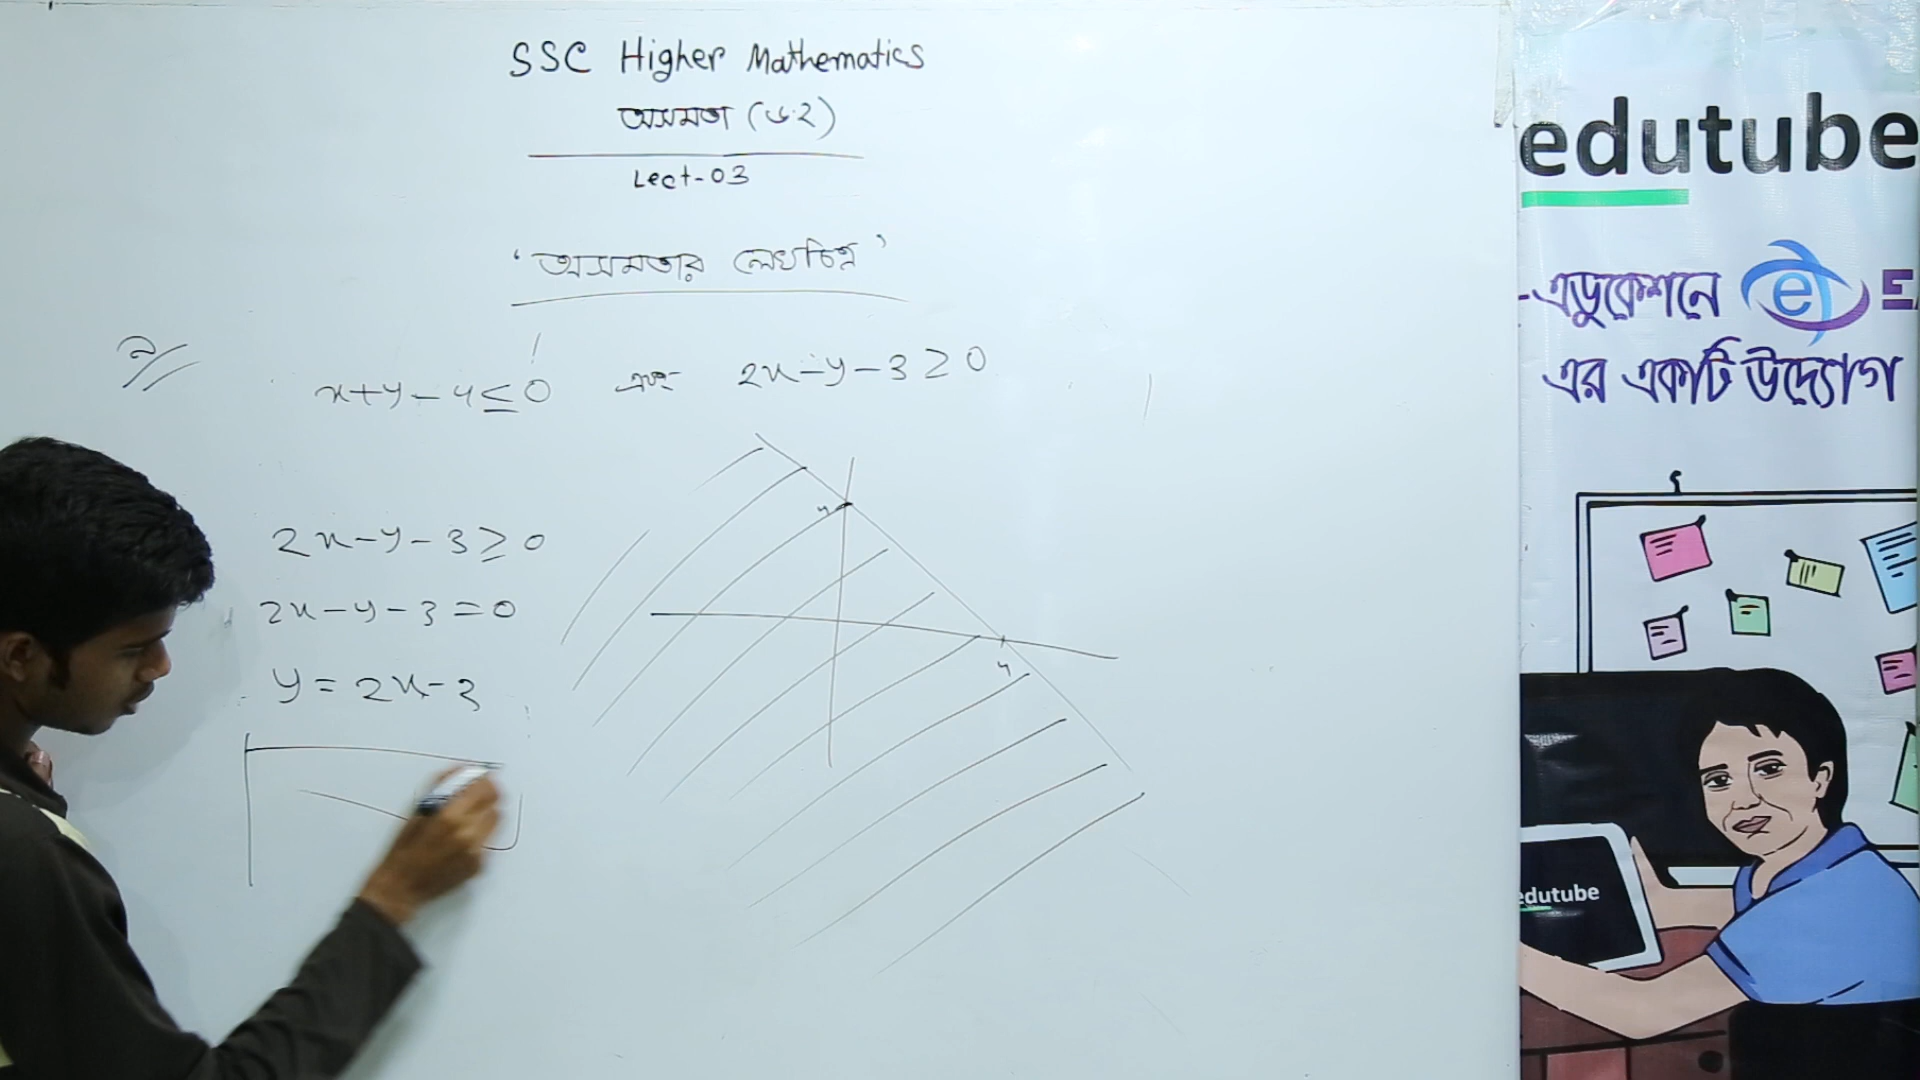 SSC Higher Mathematics
অসমতা (৬.২)
Lect-03
'অসমতার লেখচিত্র'
x+y-4≤0 এবং 2x-y-3≥0
2x-y-3≥0
2x-y-3=0
y=2x-3
4
4
edutube
-এডুকেশনে e E
এর একটি উদ্যোগ
edutube